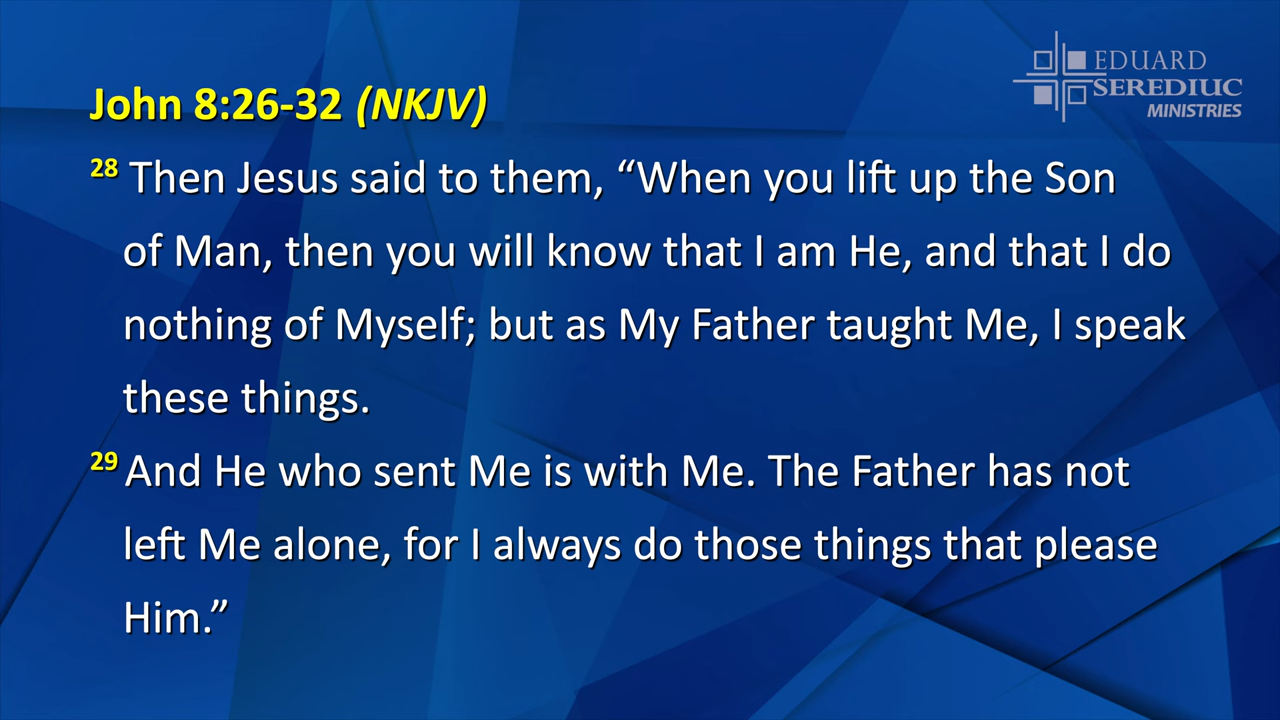 EDUARD
SEREDIUC
MINISTRIES
John 8:26-32 (NKJV)
28 Then Jesus said to them, “When you lift up the Son
of Man, then you will know that I am He, and that I do
nothing of Myself; but as My Father taught Me, I speak
these things.
29 And He who sent Me is with Me. The Father has not
left Me alone, for I always do those things that please
Him.”